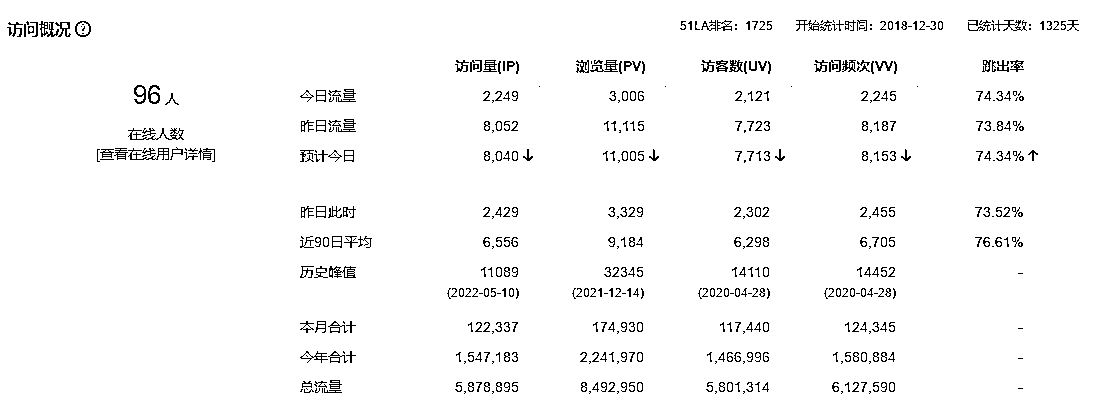 访问概况 ? 51LA排名：1725 开始统计时间：2018-12-30 已统计天数：1325天
访问量(IP) 浏览量(PV) 访客数(UV) 访问频次(VV) 跳出率
96 人
在线人数
[查看在线用户详情]
今日流量 2,249 3,006 2,121 2,245 74.34%
昨日流量 8,052 11,115 7,723 8,187 73.84%
预计今日 8,040 ↓ 11,005 ↓ 7,713 ↓ 8,153 ↓ 74.34% ↑
昨日此时 2,429 3,329 2,302 2,455 73.52%
近90日平均 6,556 9,184 6,298 6,705 76.61%
历史峰值 11089 32345 14110 14452 -
(2022-05-10) (2021-12-14) (2020-04-28) (2020-04-28)
本月合计 122,337 174,930 117,440 124,345 -
今年合计 1,547,183 2,241,970 1,466,996 1,580,884 -
总流量 5,878,895 8,492,950 5,801,314 6,127,590 -